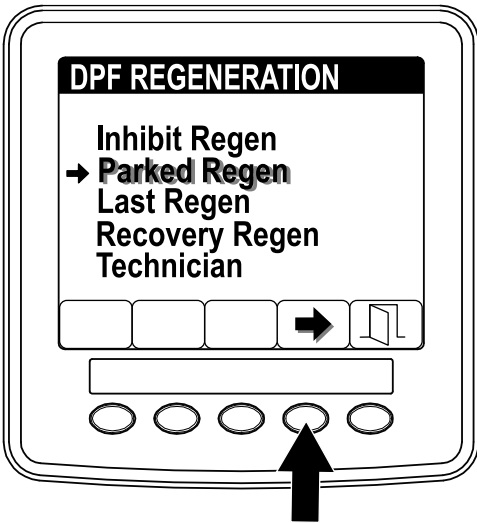 DPF REGENERATION
Inhibit Regen
Parked Regen
Last Regen
Recovery Regen
Technician